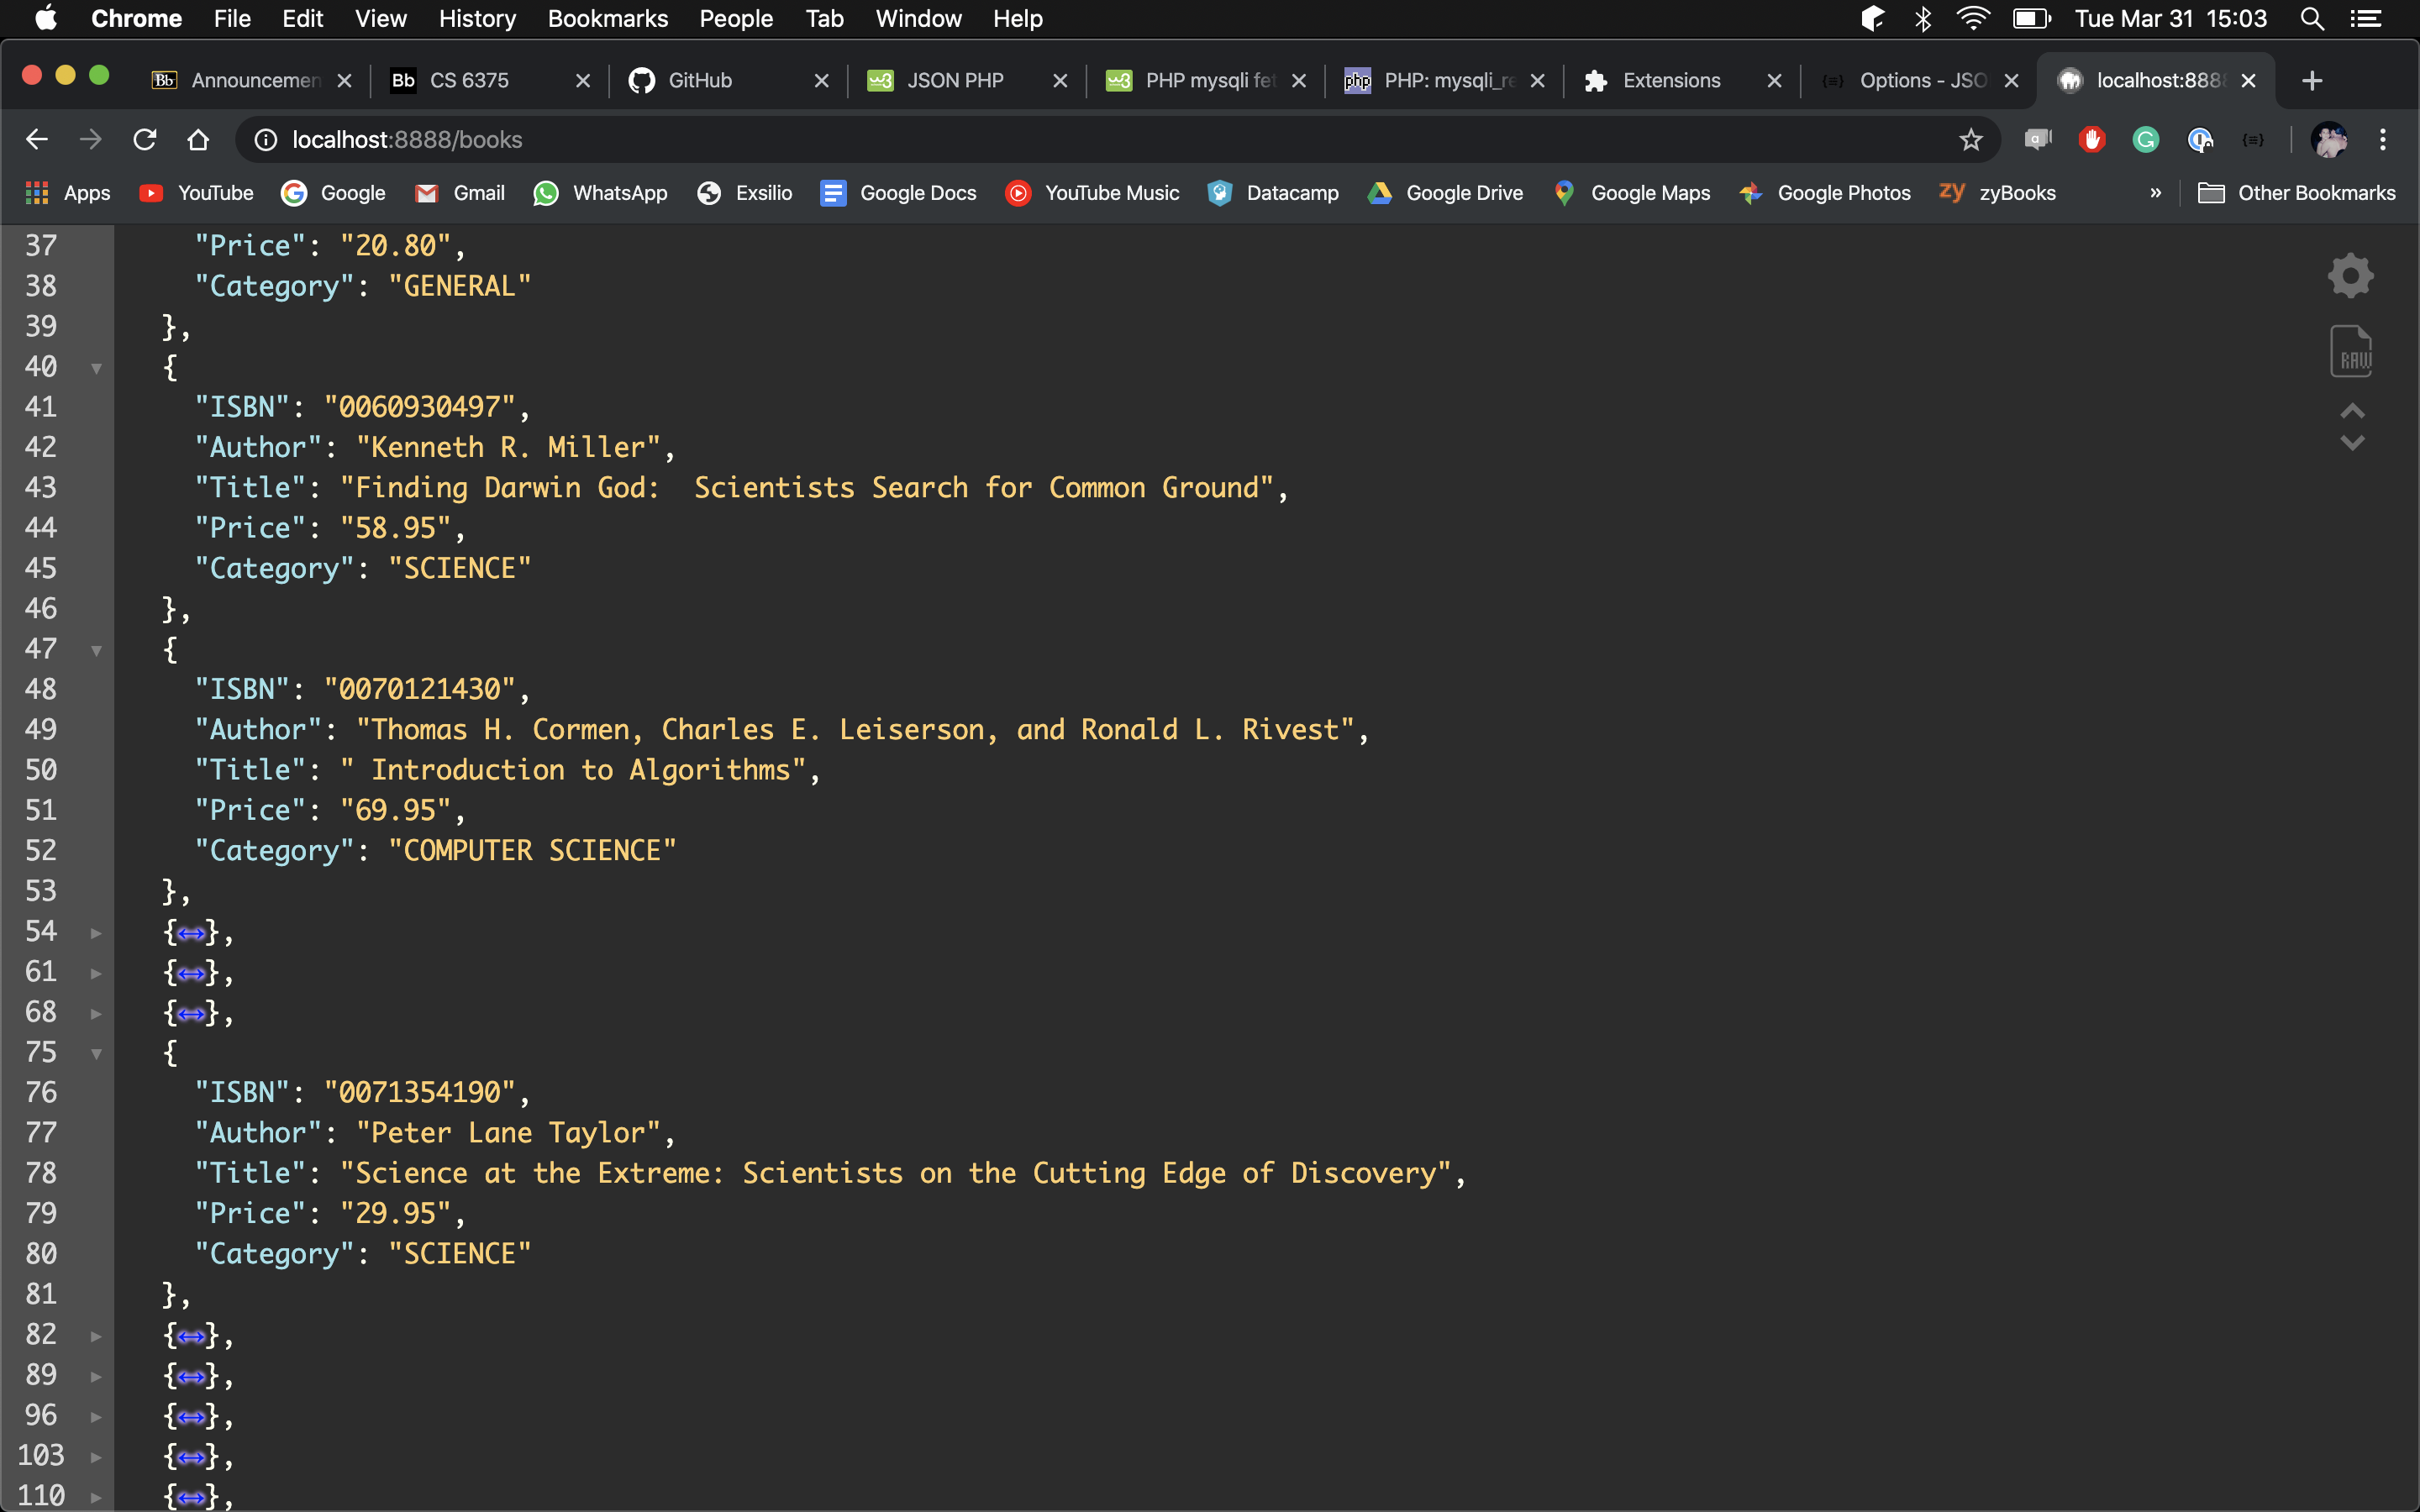 Chrome File Edit View History Bookmarks People Tab Window Help Tue Mar 31 15:03
Bb Announcemen Bb CS 6375 GitHub w3 JSON PHP w3 PHP mysqli fet php PHP: mysqli_re Extensions Options - JSO localhost:8888
localhost:8888/books
Apps YouTube Google Gmail WhatsApp Exsilio Google Docs YouTube Music Datacamp Google Drive Google Maps Google Photos zy zyBooks » Other Bookmarks
37 "Price": "20.80",
38 "Category": "GENERAL"
39 },
40 {
41 "ISBN": "0060930497",
42 "Author": "Kenneth R. Miller",
43 "Title": "Finding Darwin God:  Scientists Search for Common Ground",
44 "Price": "58.95",
45 "Category": "SCIENCE"
46 },
47 {
48 "ISBN": "0070121430",
49 "Author": "Thomas H. Cormen, Charles E. Leiserson, and Ronald L. Rivest",
50 "Title": " Introduction to Algorithms",
51 "Price": "69.95",
52 "Category": "COMPUTER SCIENCE"
53 },
54 {↔},
61 {↔},
68 {↔},
75 {
76 "ISBN": "0071354190",
77 "Author": "Peter Lane Taylor",
78 "Title": "Science at the Extreme: Scientists on the Cutting Edge of Discovery",
79 "Price": "29.95",
80 "Category": "SCIENCE"
81 },
82 {↔},
89 {↔},
96 {↔},
103 {↔},
110 {↔},
RAW